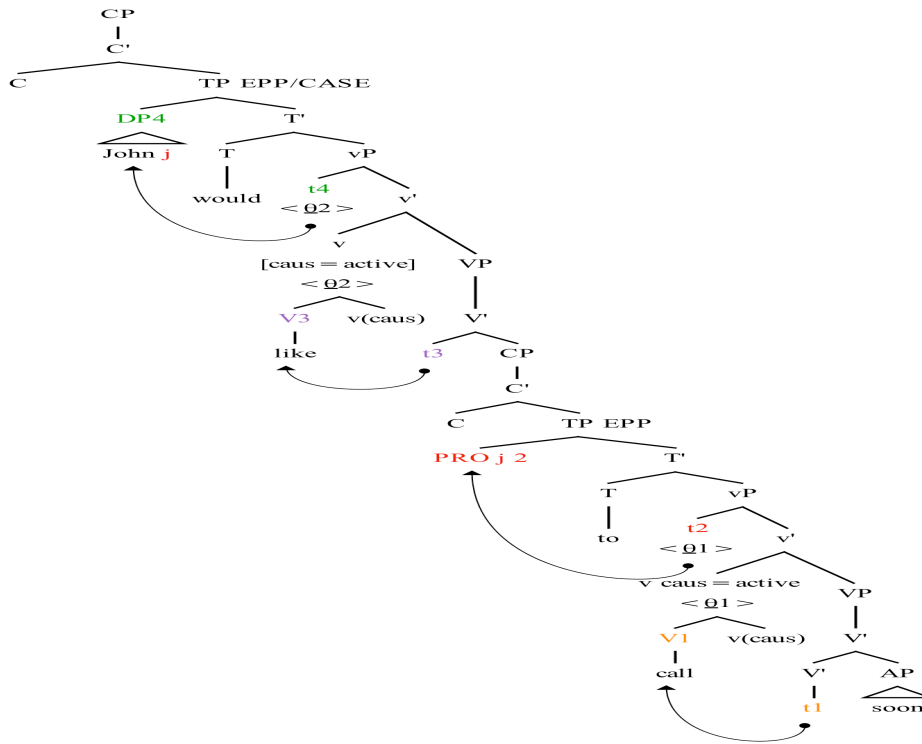 CP
C'
C TP EPP/CASE
DP4 T'
John j T vP
would t4 v'
<θ2>
v VP
[caus=active]
<θ2>
V3 v(caus) V'
like t3 CP
C'
C TP EPP
PRO j 2 T'
T vP
to t2 v'
<θ1>
v caus=active VP
<θ1>
V1 v(caus) V'
call V' AP
t1 soon